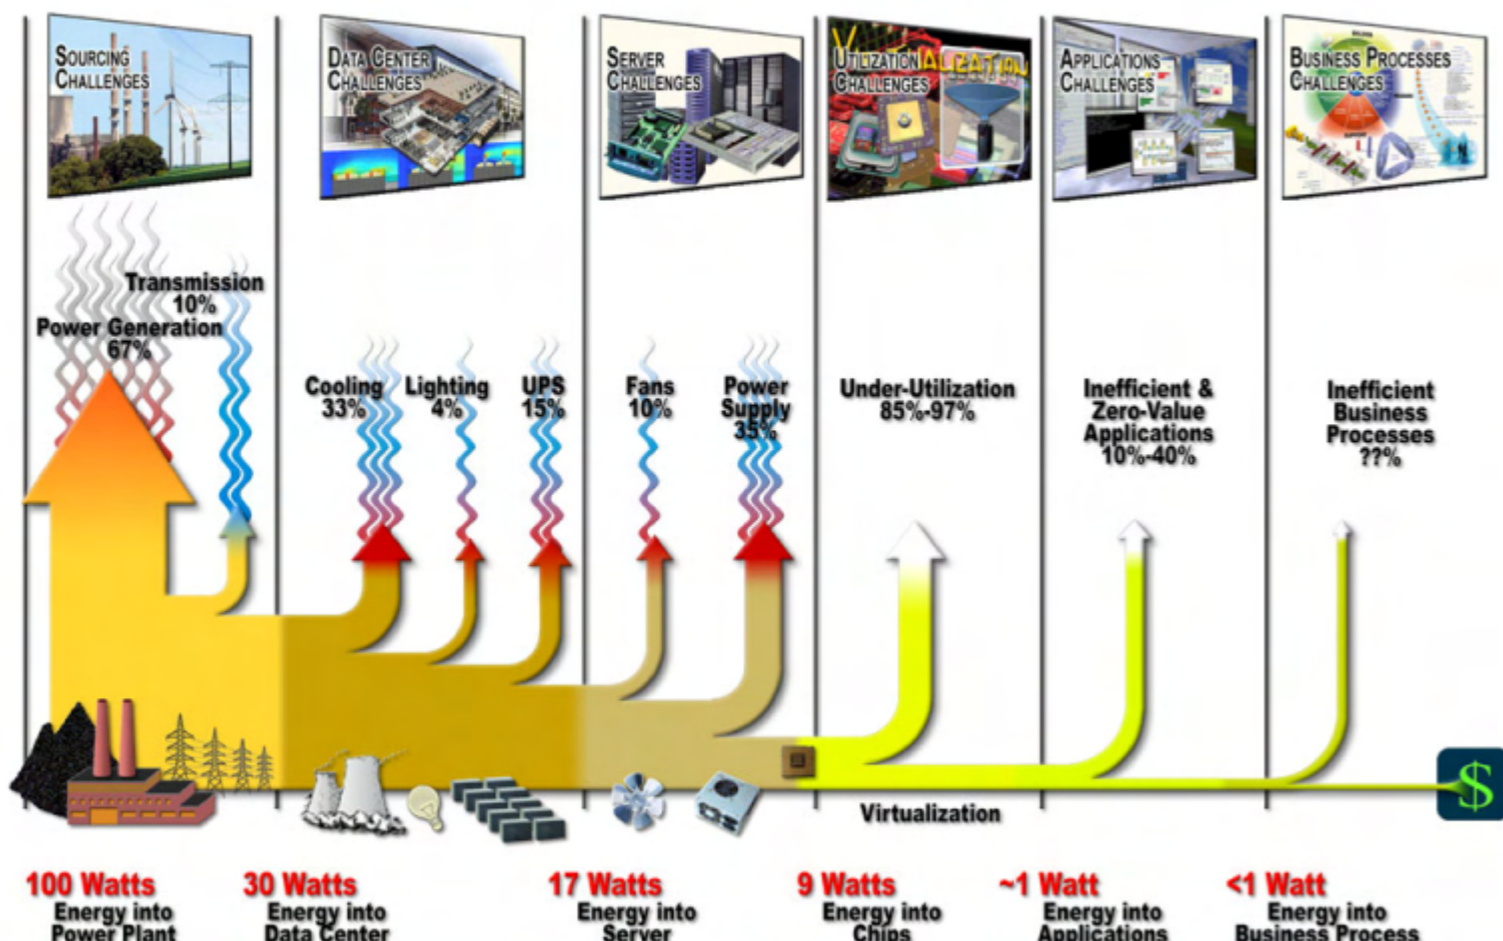 SOURCING
CHALLENGES
DATA CENTER
CHALLENGES
SERVER
CHALLENGES
UTILIZATION
CHALLENGES
APPLICATIONS
CHALLENGES
BUSINESS PROCESSES
CHALLENGES
Transmission
10%
Power Generation
67%
Cooling
33%
Lighting
4%
UPS
15%
Fans
10%
Power
Supply
35%
Under-Utilization
85%-97%
Inefficient &
Zero-Value
Applications
10%-40%
Inefficient
Business
Processes
??%
$
Virtualization
100 Watts
Energy into
Power Plant
30 Watts
Energy into
Data Center
17 Watts
Energy into
Server
9 Watts
Energy into
Chips
~1 Watt
Energy into
Applications
<1 Watt
Energy into
Business Process